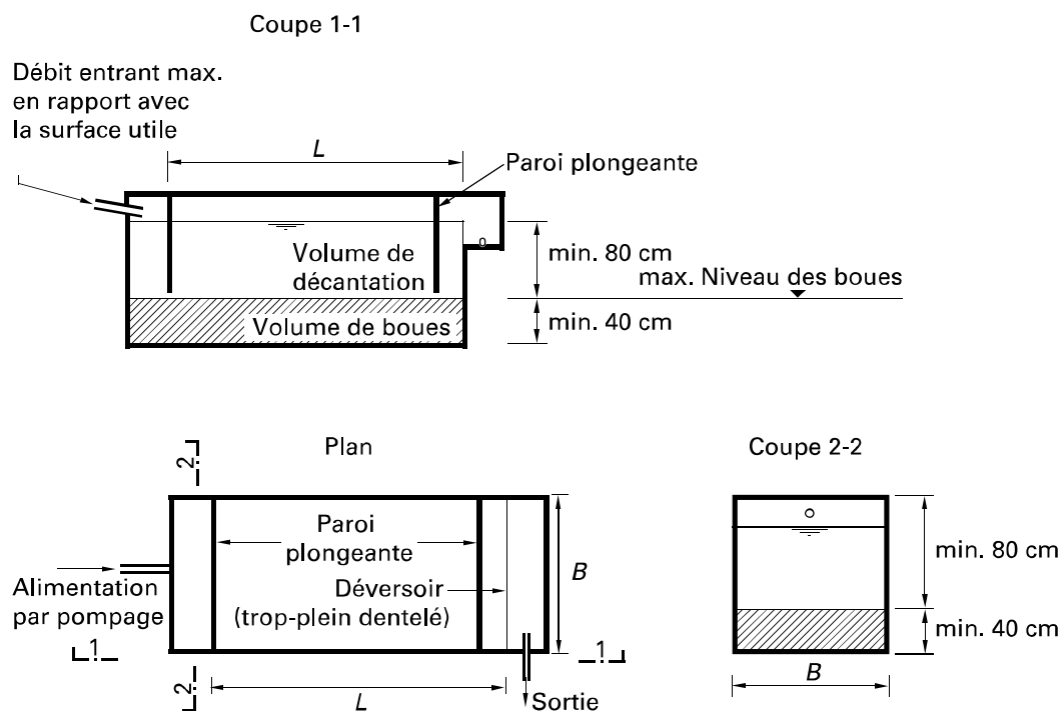 Coupe 1-1
Débit entrant max.
en rapport avec
la surface utile
L
Paroi plongeante
Volume de
décantation
min. 80 cm
max. Niveau des boues
Volume de boues
min. 40 cm
Plan
Coupe 2-2
2
Paroi
plongeante
B
min. 80 cm
Alimentation
par pompage
Déversoir
(trop-plein dentelé)
min. 40 cm
1
1
2
L
Sortie
B